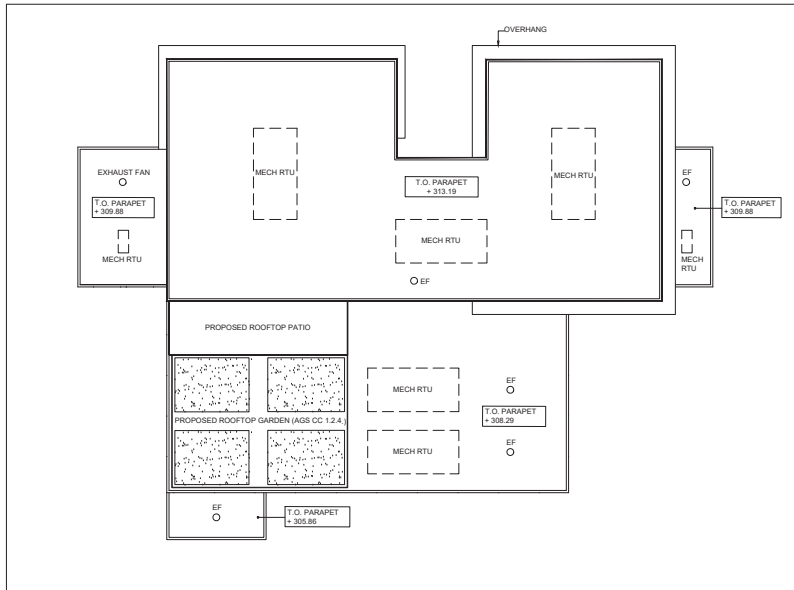 OVERHANG
EXHAUST FAN
T.O. PARAPET
+ 309.88
MECH RTU
MECH RTU
T.O. PARAPET
+ 313.19
MECH RTU
MECH RTU
EF
EF
T.O. PARAPET
+ 309.88
MECH
RTU
PROPOSED ROOFTOP PATIO
PROPOSED ROOFTOP GARDEN (AGS CC 1.2.4.)
MECH RTU
MECH RTU
EF
T.O. PARAPET
+ 308.29
EF
EF
T.O. PARAPET
+ 305.86